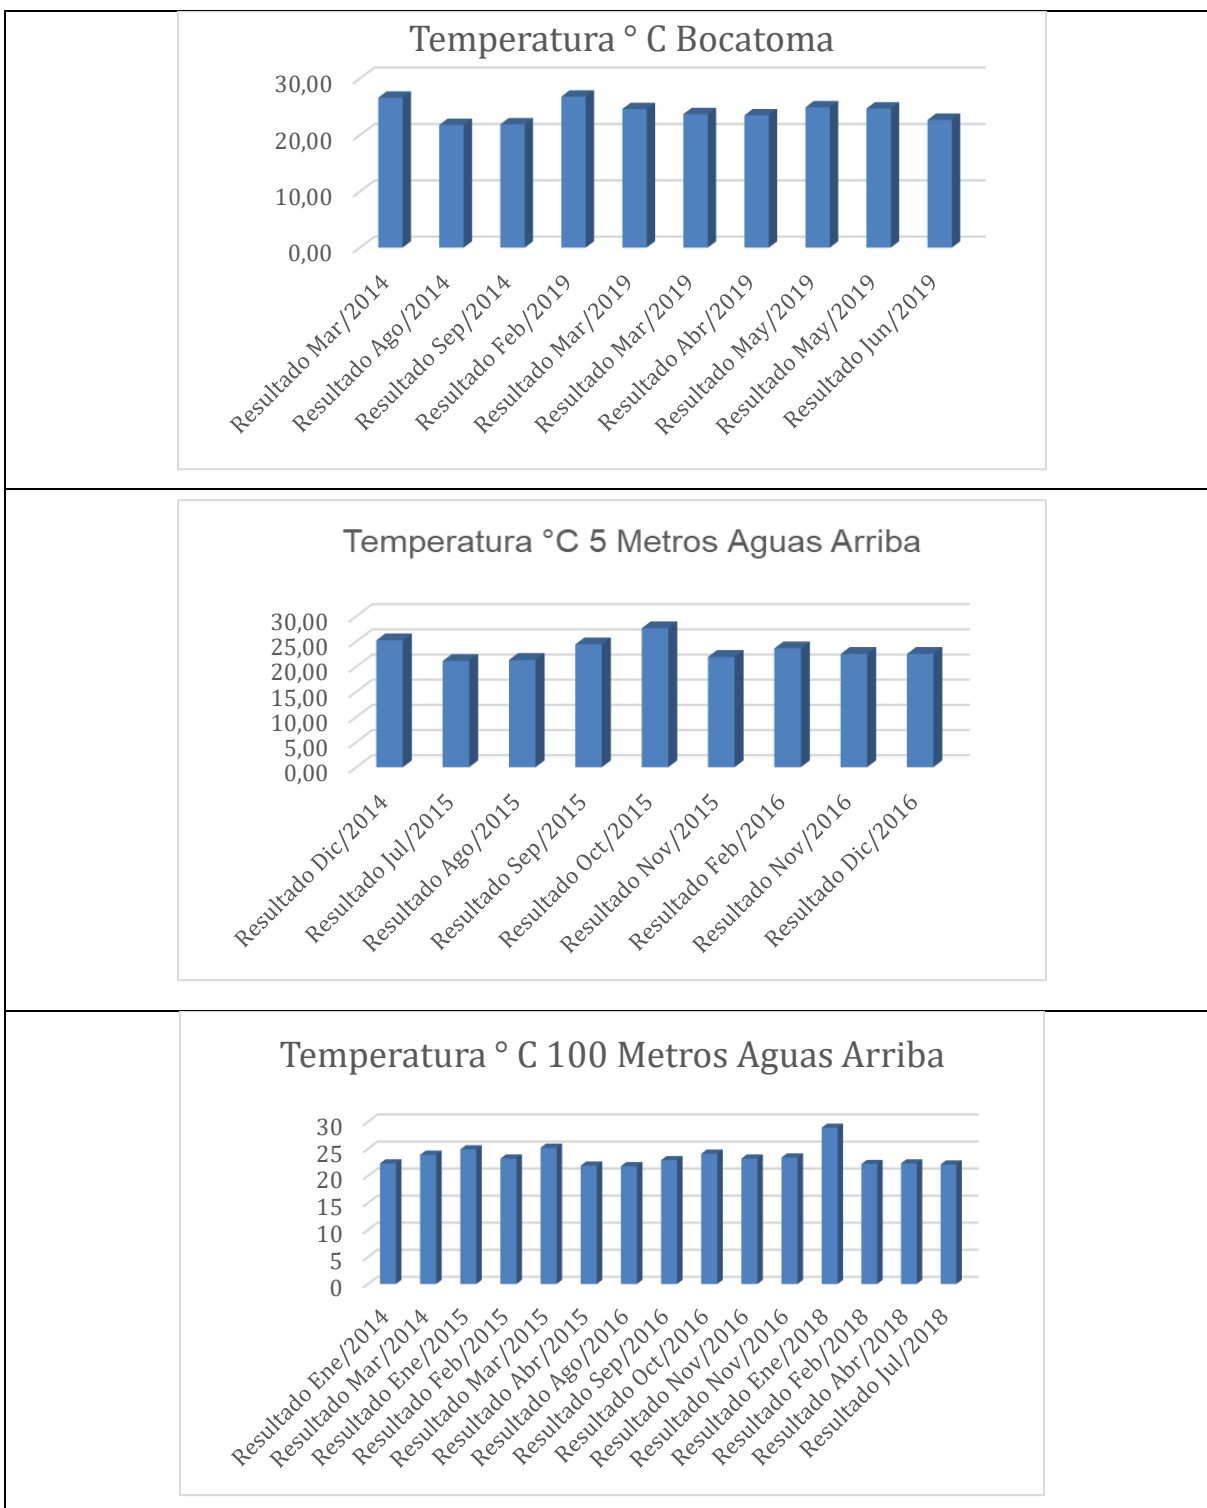 Temperatura ° C Bocatoma
30,00
20,00
10,00
0,00
Resultado Mar/2014
Resultado Ago/2014
Resultado Sep/2014
Resultado Feb/2019
Resultado Mar/2019
Resultado Mar/2019
Resultado Abr/2019
Resultado May/2019
Resultado May/2019
Resultado Jun/2019
Temperatura °C 5 Metros Aguas Arriba
30,00
25,00
20,00
15,00
10,00
5,00
0,00
Resultado Dic/2014
Resultado Jul/2015
Resultado Ago/2015
Resultado Sep/2015
Resultado Oct/2015
Resultado Nov/2015
Resultado Feb/2016
Resultado Nov/2016
Resultado Dic/2016
Temperatura ° C 100 Metros Aguas Arriba
30
25
20
15
10
5
0
Resultado Ene/2014
Resultado Mar/2014
Resultado Ene/2015
Resultado Feb/2015
Resultado Mar/2015
Resultado Abr/2015
Resultado Ago/2016
Resultado Sep/2016
Resultado Oct/2016
Resultado Nov/2016
Resultado Nov/2016
Resultado Ene/2018
Resultado Feb/2018
Resultado Abr/2018
Resultado Jul/2018